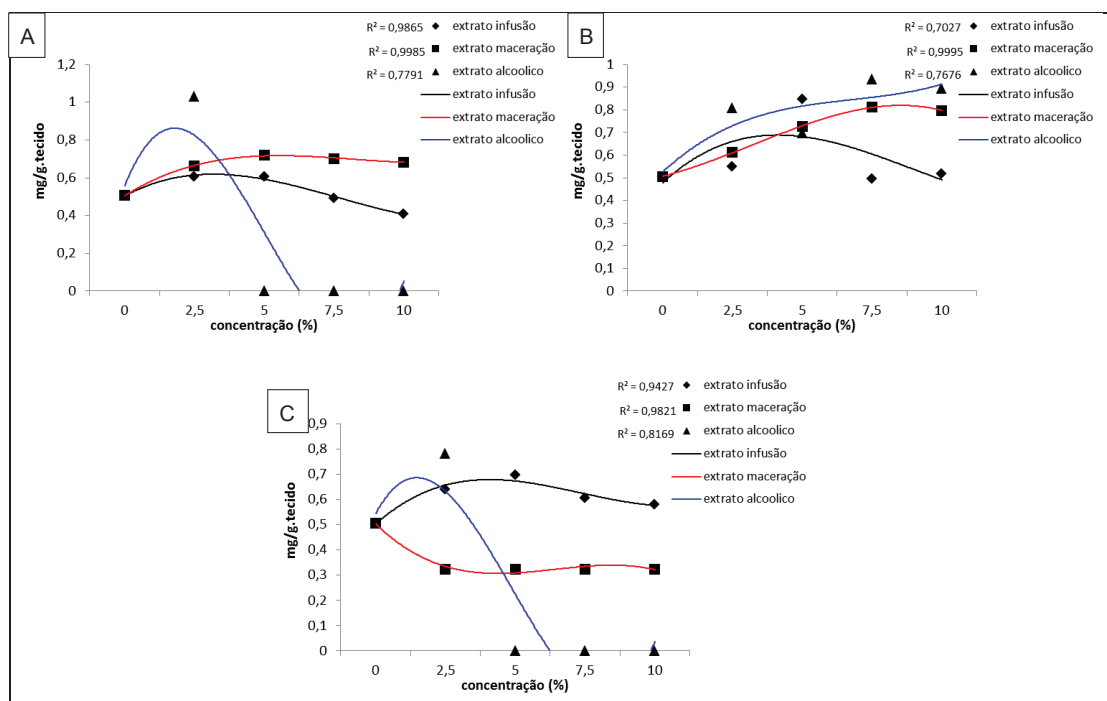 A
R² = 0,9865 extrato infusão
R² = 0,9985 extrato maceração
R² = 0,7791 extrato alcoolico
extrato infusão
extrato maceração
extrato alcoolico
1,2
1
0,8
0,6
0,4
0,2
0
mg/g.tecido
0 2,5 5 7,5 10
concentração (%)
B
R² = 0,7027 extrato infusão
R² = 0,9995 extrato maceração
R² = 0,7676 extrato alcoolico
extrato infusão
extrato maceração
extrato alcoolico
1
0,9
0,8
0,7
0,6
0,5
0,4
0,3
0,2
0,1
0
mg/g.tecido
0 2,5 5 7,5 10
concentração (%)
C
R² = 0,9427 extrato infusão
R² = 0,9821 extrato maceração
R² = 0,8169 extrato alcoolico
extrato infusão
extrato maceração
extrato alcoolico
0,9
0,8
0,7
0,6
0,5
0,4
0,3
0,2
0,1
0
mg/g.tecido
0 2,5 5 7,5 10
concentração (%)